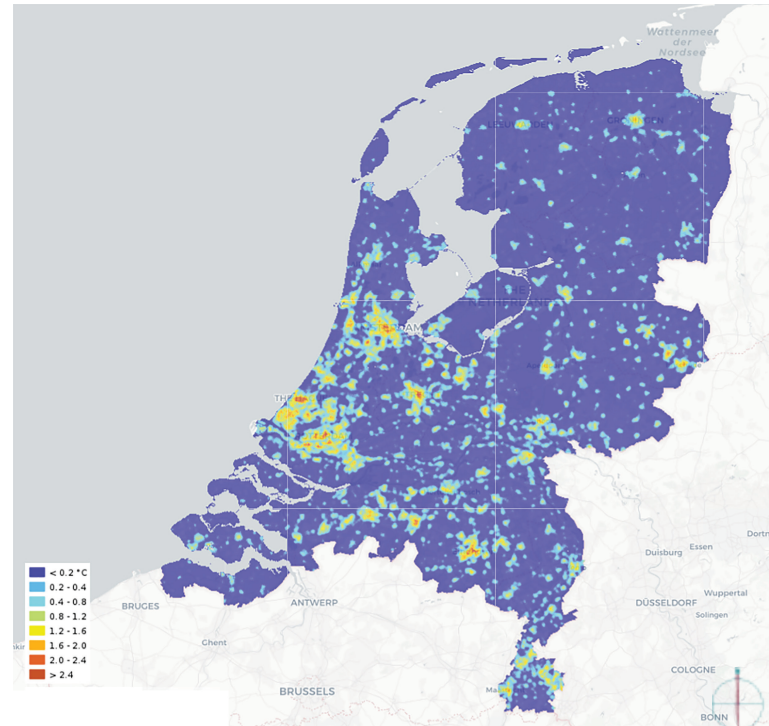 Wattenmeer
der
Nordsee
< 0.2 °C
0.2 - 0.4
0.4 - 0.8
0.8 - 1.2
1.2 - 1.6
1.6 - 2.0
2.0 - 2.4
> 2.4
BRUGES
ANTWERP
Ghent
BRUSSELS
Duisburg
Essen
Dortm
Wuppertal
DÜSSELDORF
Solingen
COLOGNE
BONN